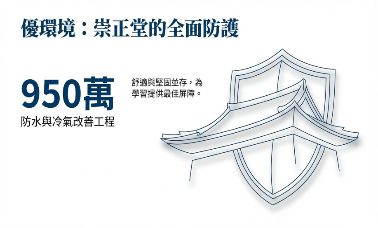 優環境：崇正堂的全面防護
950萬
防水與冷氣改善工程
舒適與堅固並存，為
學習提供最佳屏障。